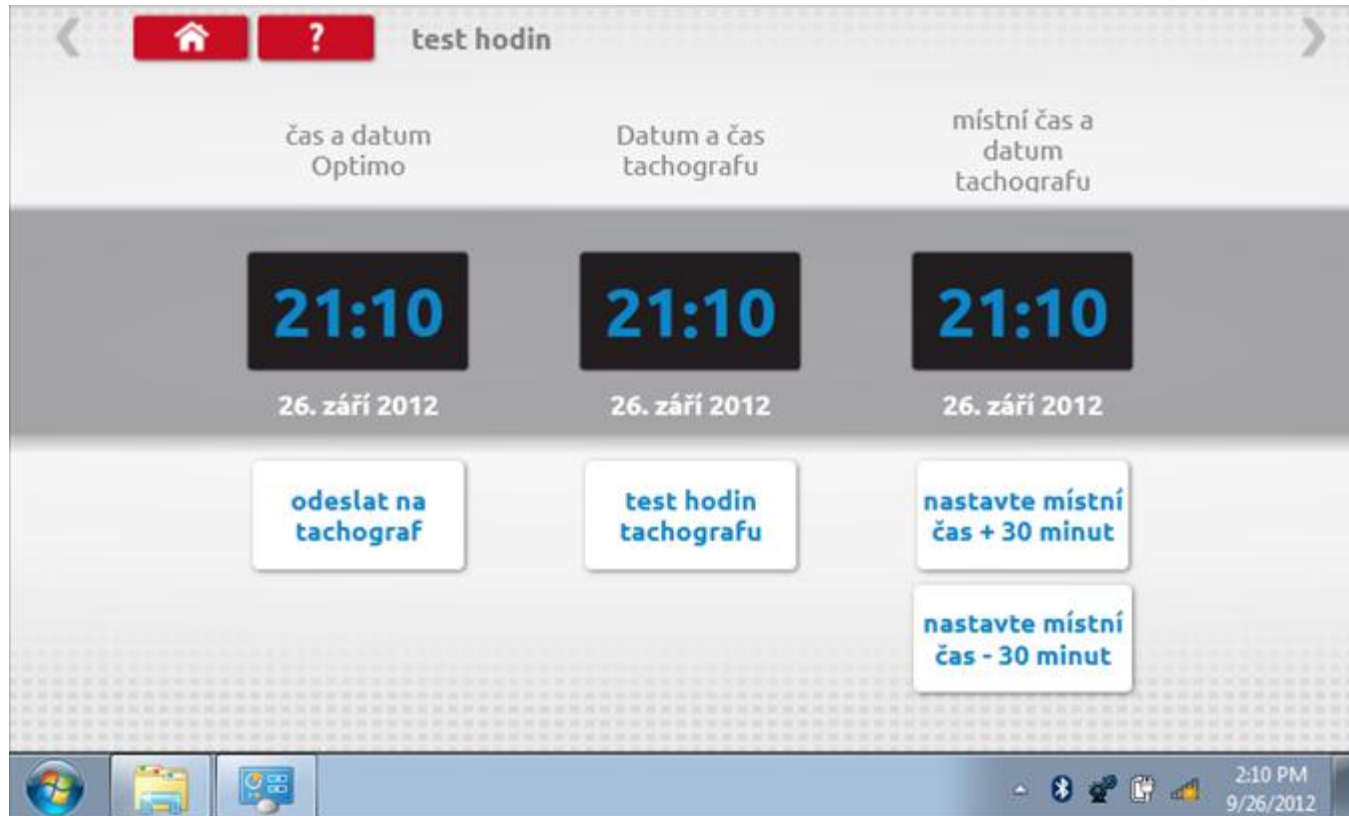 ? test hodin
čas a datum
Optimo
Datum a čas
tachografu
místní čas a
datum
tachografu
21:10
21:10
21:10
26. září 2012
26. září 2012
26. září 2012
odeslat na
tachograf
test hodin
tachografu
nastavte místní
čas + 30 minut
nastavte místní
čas - 30 minut
2:10 PM
9/26/2012